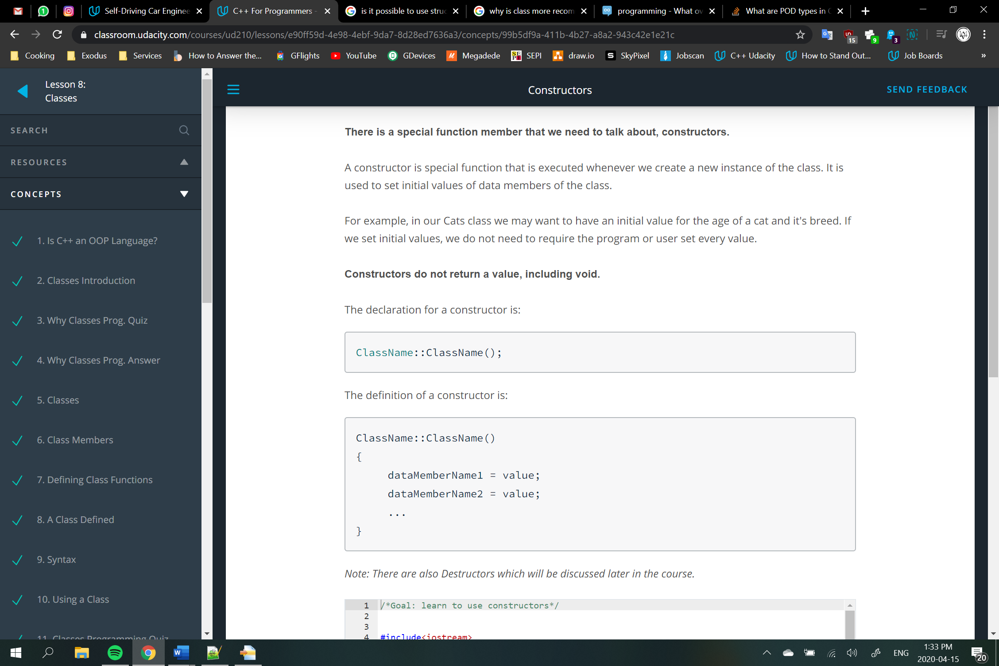 Self-Driving Car Enginee
C++ For Programmers -
is it possible to use struc
why is class more recom
programming - What ov
What are POD types in C
classroom.udacity.com/courses/ud210/lessons/e90ff59d-4e98-4ebf-9da7-8d28ed7636a3/concepts/99b5df9a-411b-4b27-a8a2-943c42e1e21c
15
9
3
Cooking
Exodus
Services
How to Answer the...
GFlights
YouTube
GDevices
Megadede
SEPI
draw.io
SkyPixel
Jobscan
C++ Udacity
How to Stand Out...
Job Boards
»
Lesson 8:
Classes
SEARCH
RESOURCES
CONCEPTS
1. Is C++ an OOP Language?
2. Classes Introduction
3. Why Classes Prog. Quiz
4. Why Classes Prog. Answer
5. Classes
6. Class Members
7. Defining Class Functions
8. A Class Defined
9. Syntax
10. Using a Class
11. Classes Programming Quiz
Constructors
SEND FEEDBACK
There is a special function member that we need to talk about, constructors.
A constructor is special function that is executed whenever we create a new instance of the class. It is
used to set initial values of data members of the class.
For example, in our Cats class we may want to have an initial value for the age of a cat and it's breed. If
we set initial values, we do not need to require the program or user set every value.
Constructors do not return a value, including void.
The declaration for a constructor is:
ClassName::ClassName();
The definition of a constructor is:
ClassName::ClassName()
{
dataMemberName1 = value;
dataMemberName2 = value;
...
}
Note: There are also Destructors which will be discussed later in the course.
1 /*Goal: learn to use constructors*/
2
3
4 #include<iostream>
ENG
1:33 PM
2020-04-15
20